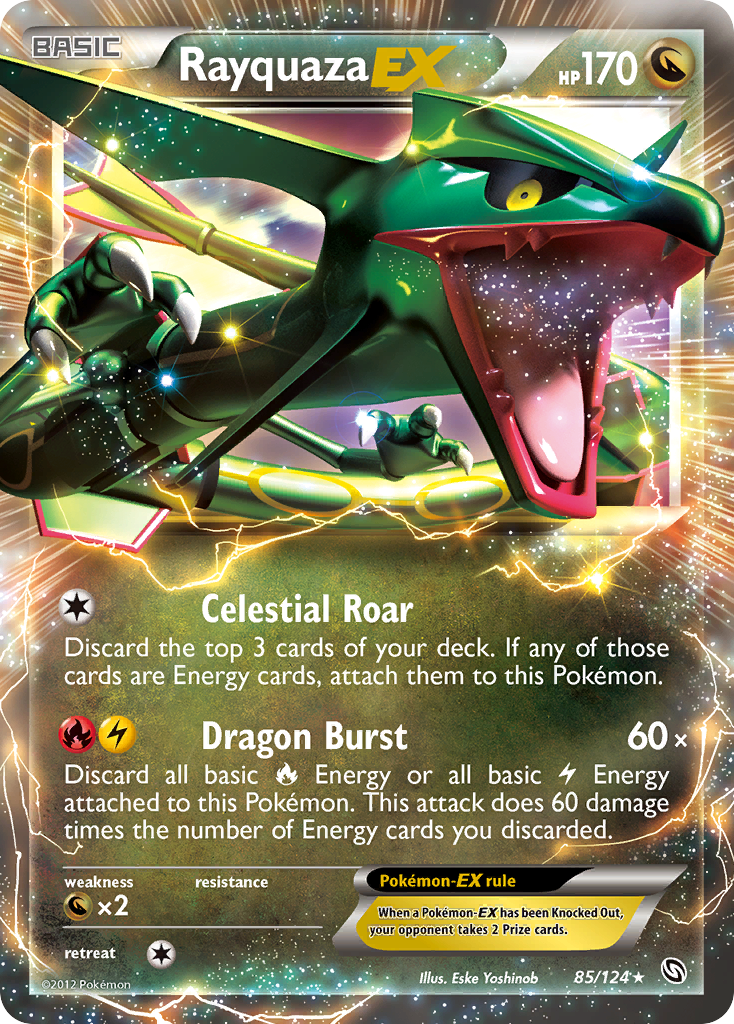 BASIC
Rayquaza EX
HP 170
Celestial Roar
Discard the top 3 cards of your deck. If any of those
cards are Energy cards, attach them to this Pokémon.
Dragon Burst 60×
Discard all basic Energy or all basic Energy
attached to this Pokémon. This attack does 60 damage
times the number of Energy cards you discarded.
weakness resistance
×2
retreat
Pokémon-EX rule
When a Pokémon-EX has been Knocked Out,
your opponent takes 2 Prize cards.
©2012 Pokémon
Illus. Eske Yoshinob
85/124 ★